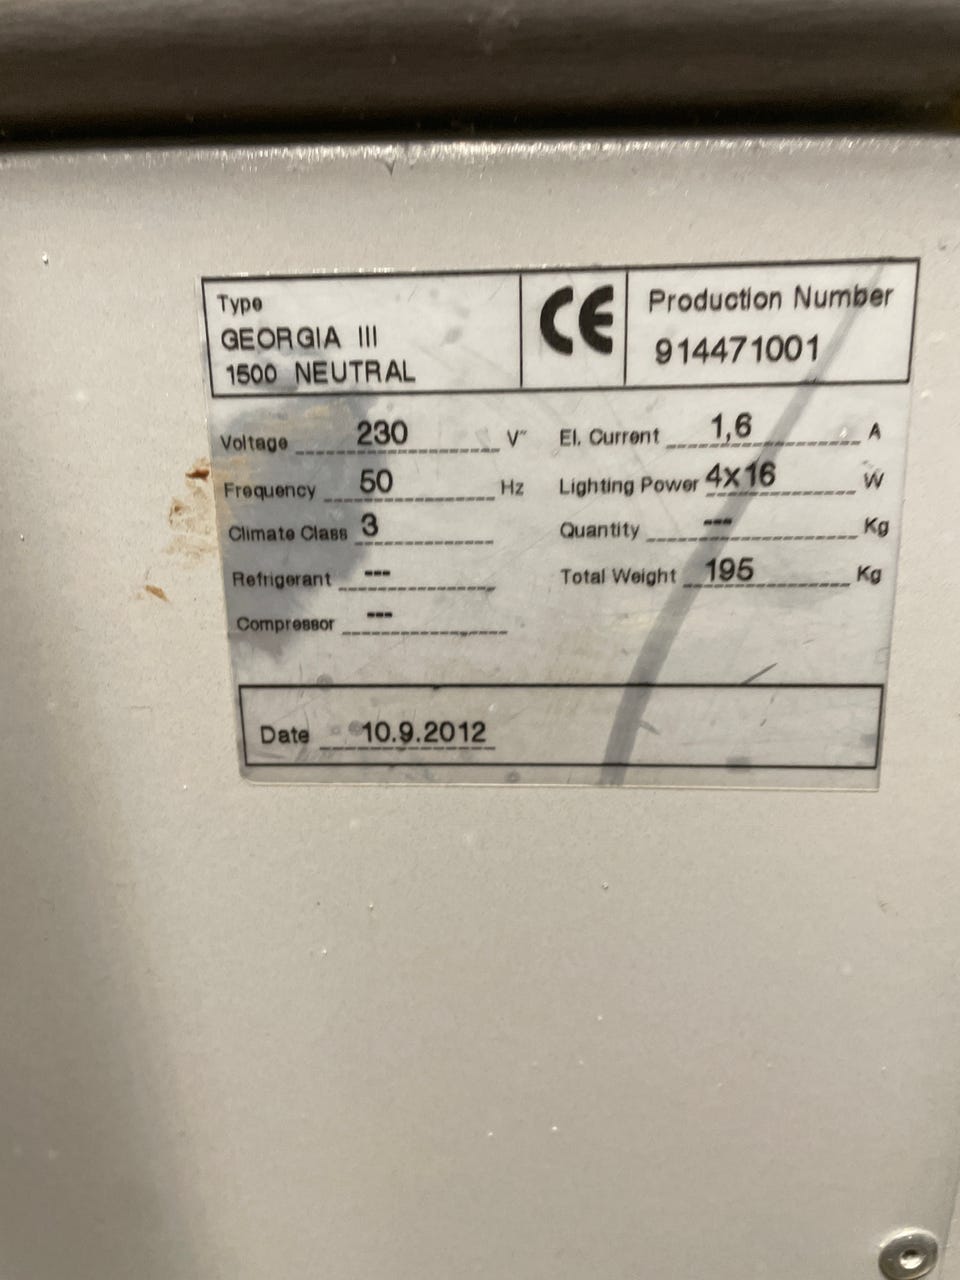 Type
GEORGIA III
1500 NEUTRAL
CE
Production Number
914471001
Voltage 230 V~
Frequency 50 Hz
Climate Class 3
Refrigerant ---
Compressor ---
El. Current 1,6 A
Lighting Power 4x16 W
Quantity --- Kg
Total Weight 195 Kg
Date 10.9.2012